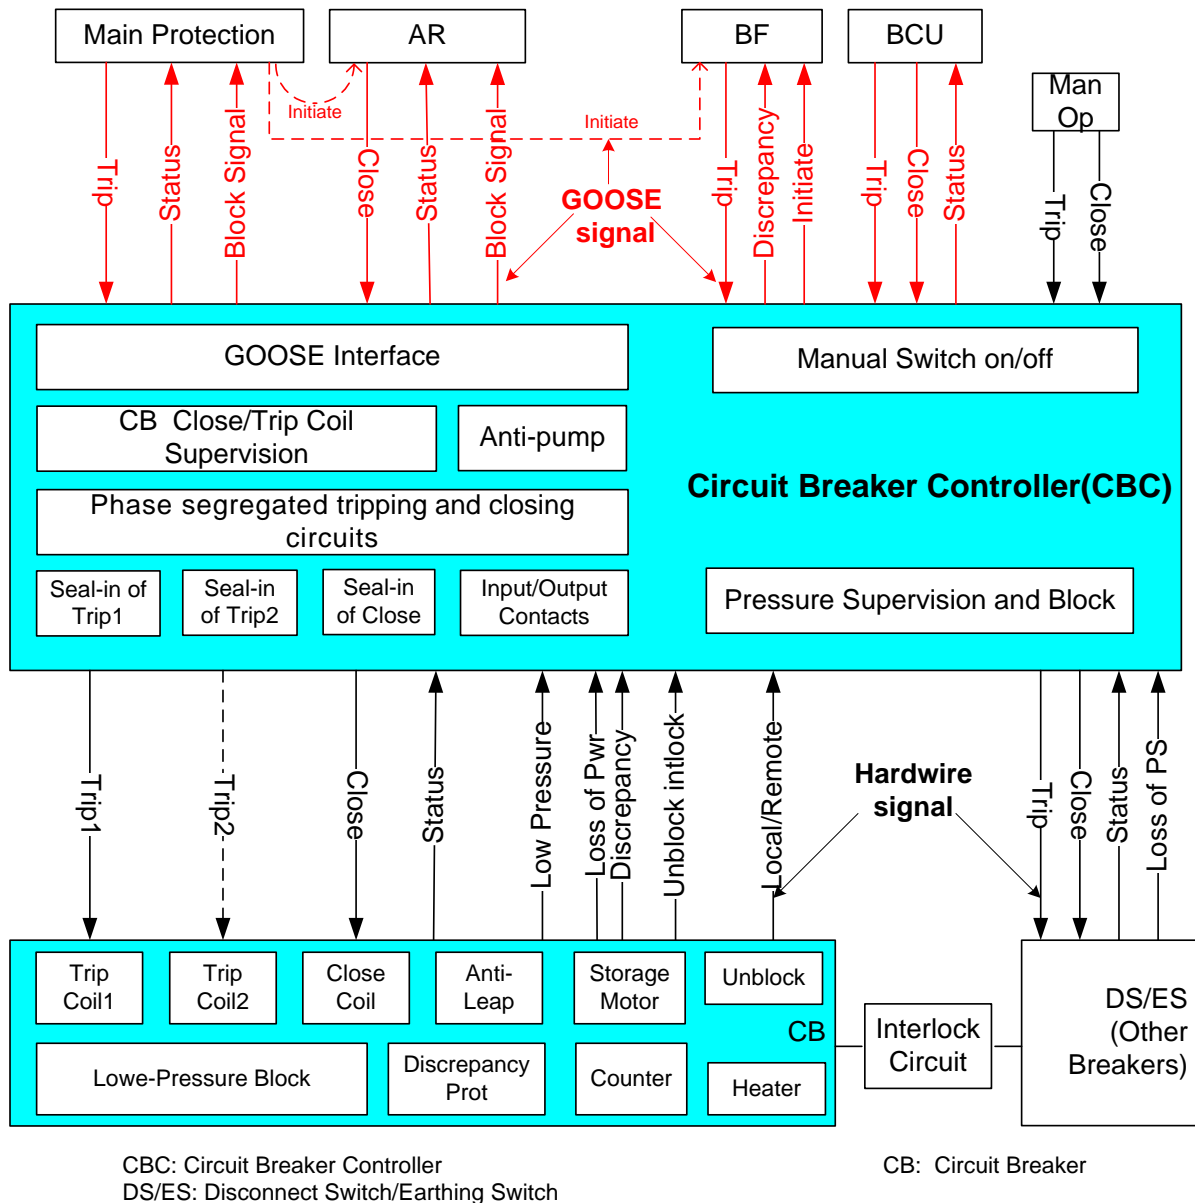 Main Protection
AR
BF
BCU
Man
Op
Initiate
Initiate
Trip
Status
Block Signal
Close
Status
Block Signal
GOOSE
signal
Trip
Discrepancy
Initiate
Trip
Close
Status
Trip
Close
GOOSE Interface
Manual Switch on/off
CB Close/Trip Coil
Supervision
Anti-pump
Circuit Breaker Controller(CBC)
Phase segregated tripping and closing
circuits
Seal-in of
Trip1
Seal-in
of Trip2
Seal-in
of Close
Input/Output
Contacts
Pressure Supervision and Block
Trip1
Trip2
Close
Status
Low Pressure
Loss of Pwr
Discrepancy
Unblock intlock
Local/Remote
Hardwire
signal
Trip
Close
Status
Loss of PS
Trip
Coil1
Trip
Coil2
Close
Coil
Anti-
Leap
Storage
Motor
Unblock
CB
Lowe-Pressure Block
Discrepancy
Prot
Counter
Heater
Interlock
Circuit
DS/ES
(Other
Breakers)
CBC: Circuit Breaker Controller
CB: Circuit Breaker
DS/ES: Disconnect Switch/Earthing Switch